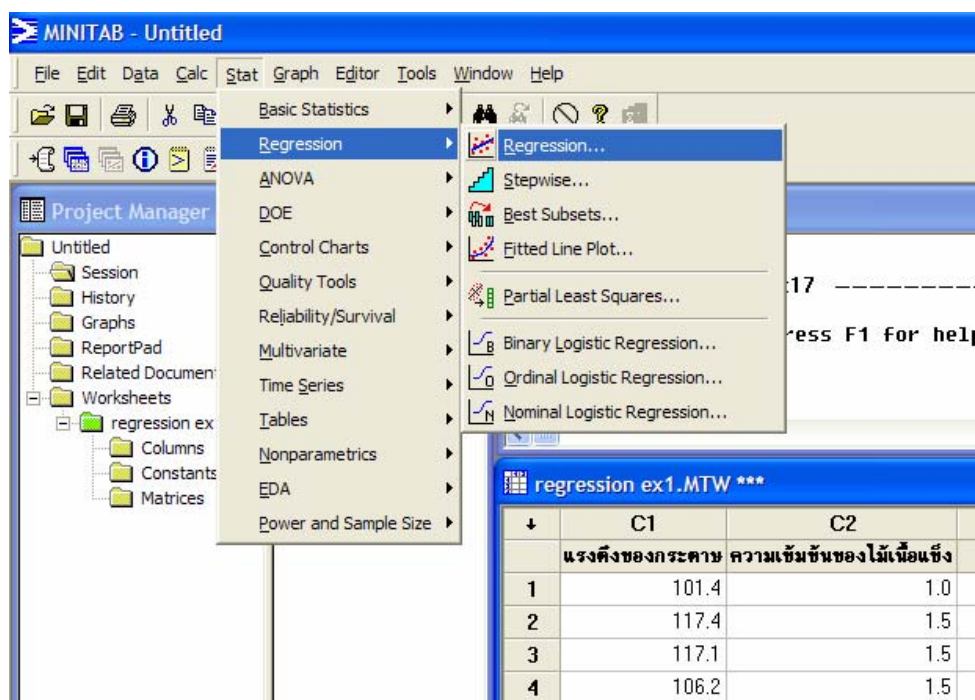 MINITAB - Untitled
File Edit Data Calc Stat Graph Editor Tools Window Help
Basic Statistics
Regression
ANOVA
DOE
Control Charts
Quality Tools
Reliability/Survival
Multivariate
Time Series
Tables
Nonparametrics
EDA
Power and Sample Size
Regression...
Stepwise...
Best Subsets...
Fitted Line Plot...
Partial Least Squares...
Binary Logistic Regression...
Ordinal Logistic Regression...
Nominal Logistic Regression...
Project Manager
Untitled
Session
History
Graphs
ReportPad
Related Documen
Worksheets
regression ex
Columns
Constants
Matrices
:17 ----------
ress F1 for help
regression ex1.MTW ***
C1 C2
แรงดึงของกระดาษ ความเข้มข้นของไม้เนื้อแข็ง
1 101.4 1.0
2 117.4 1.5
3 117.1 1.5
4 106.2 1.5